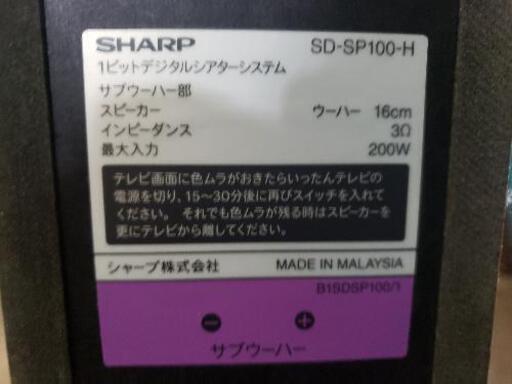 SHARP SD-SP100-H
1ビットデジタルシアターシステム
サブウーハー部
スピーカー ウーハー 16cm
インピーダンス 3Ω
最大入力 200W
テレビ画面に色ムラがおきたらいったんテレビの
電源を切り、15〜30分後に再びスイッチを入れて
ください。 それでも色ムラが残る時はスピーカーを
更にテレビから離してください。
シャープ株式会社 MADE IN MALAYSIA
B1SDSP100/1
⊖ ⊕
サブウーハー